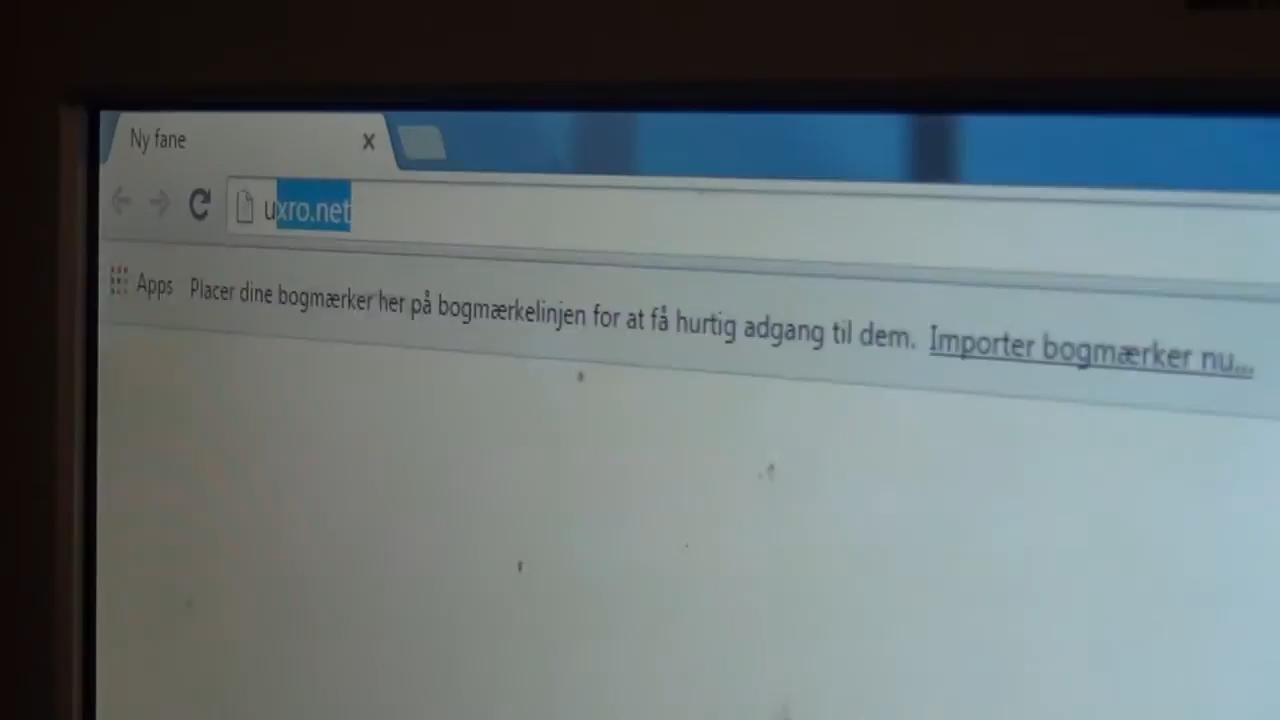 Ny fane
uxro.net
Apps Placer dine bogmærker her på bogmærkelinjen for at få hurtig adgang til dem. Importer bogmærker nu...